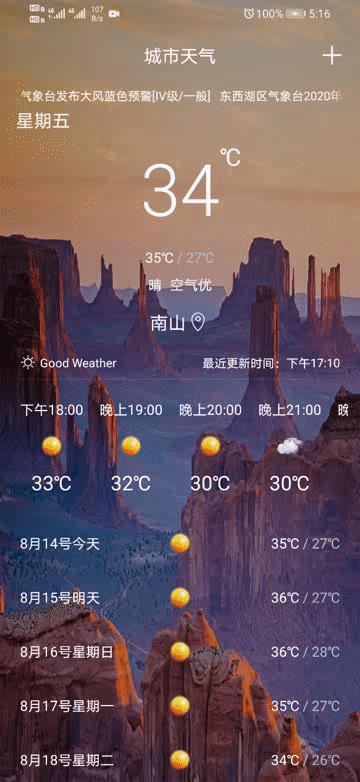 HD HD 4G 4G 107 B/s 100% 5:16
城市天气
气象台发布大风蓝色预警[IV级/一般] 东西湖区气象台2020年
星期五
34℃
35℃ / 27℃
晴 空气优
南山
Good Weather 最近更新时间：下午17:10
下午18:00 晚上19:00 晚上20:00 晚上21:00
33℃ 32℃ 30℃ 30℃
8月14号今天 35℃ / 27℃
8月15号明天 36℃ / 27℃
8月16号星期日 36℃ / 28℃
8月17号星期一 35℃ / 27℃
8月18号星期二 34℃ / 26℃